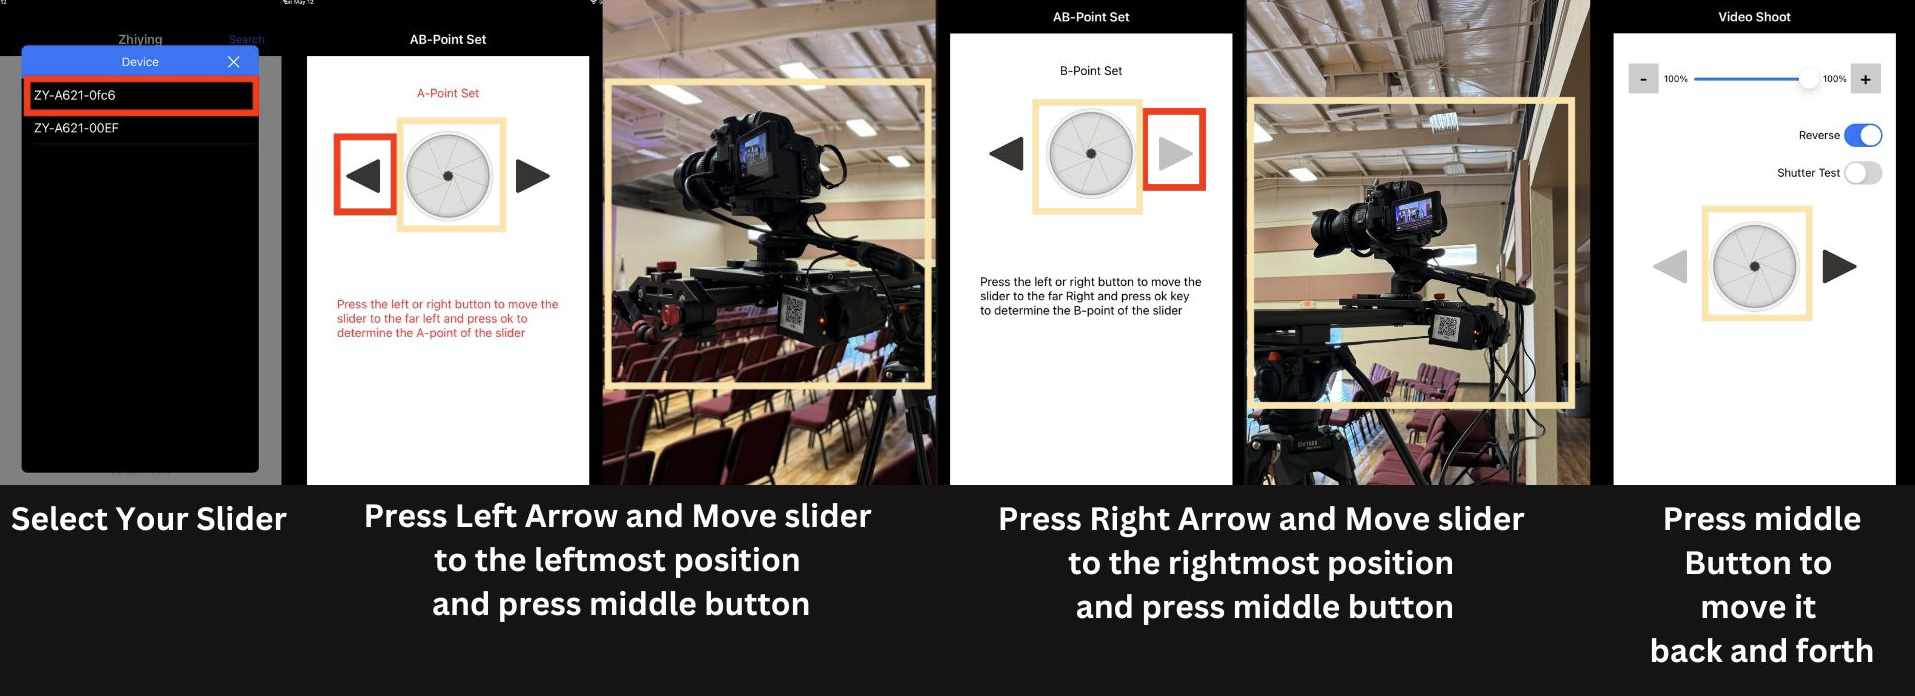 12
Zhiying
Search
Device
ZY-A621-0fc6
ZY-A621-00EF
Select Your Slider
Sun May 12
AB-Point Set
A-Point Set
Press the left or right button to move the
slider to the far left and press ok to
determine the A-point of the slider
Press Left Arrow and Move slider
to the leftmost position
and press middle button
AB-Point Set
B-Point Set
Press the left or right button to move the
slider to the far Right and press ok key
to determine the B-point of the slider
OV1089
Press Right Arrow and Move slider
to the rightmost position
and press middle button
Video Shoot
- 100% 100% +
Reverse
Shutter Test
Press middle
Button to
move it
back and forth